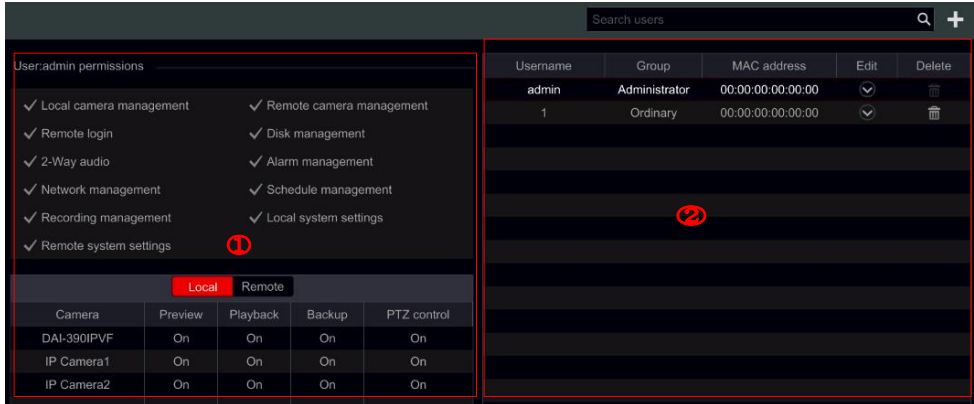 Search users
User:admin permissions
Local camera management Remote camera management
Remote login Disk management
2-Way audio Alarm management
Network management Schedule management
Recording management Local system settings
Remote system settings
①
Local Remote
Camera Preview Playback Backup PTZ control
DAI-390IPVF On On On On
IP Camera1 On On On On
IP Camera2 On On On On
Username Group MAC address Edit Delete
admin Administrator 00:00:00:00:00:00
1 Ordinary 00:00:00:00:00:00
②